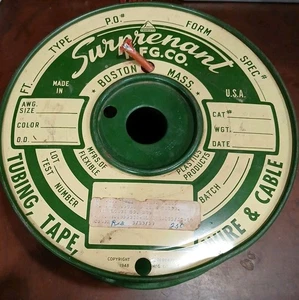 FT. TYPE P.O# FORM SPEC#
Surprenant
MFG.CO.
MADE IN BOSTON MASS. U.S.A.
AWG. SIZE
COLOR
O.D.
CAT#
WGT.
DATE
LOT
TEST NUMBER
MFRS OF
FLEXIBLE
PLASTICS
PRODUCTS
BATCH
TUBING, TAPE, WIRE & CABLE
COPYRIGHT